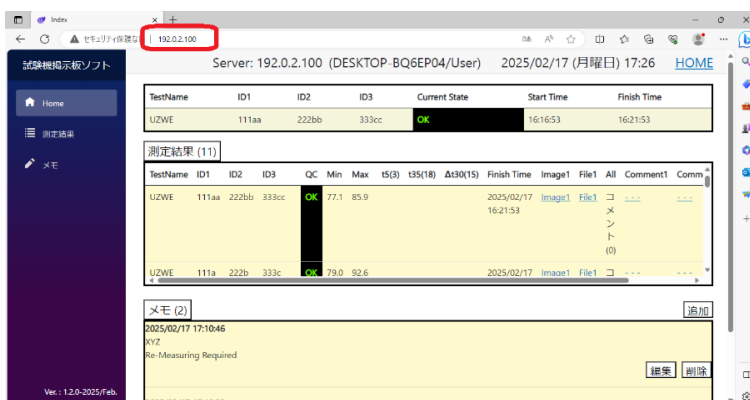 Index
セキュリティ保護な
192.0.2.100
試験機掲示板ソフト
Server: 192.0.2.100 (DESKTOP-BQ6EP04/User) 2025/02/17 (月曜日) 17:26 HOME
Home
測定結果
メモ
TestName ID1 ID2 ID3 Current State Start Time Finish Time
UZWE 111aa 222bb 333cc OK 16:16:53 16:21:53
測定結果 (11)
TestName ID1 ID2 ID3 QC Min Max t5(3) t35(18) Δt30(15) Finish Time Image1 File1 All Comment1 Comm
UZWE 111aa 222bb 333cc OK 77.1 85.9 2025/02/17 16:21:53 Image1 File1 コメント (0) - - - - - -
UZWE 111a 222b 333c OK 79.0 92.6 2025/02/17 Image1 File1 コ - - - - - -
メモ (2)
追加
2025/02/17 17:10:46
XYZ
Re-Measuring Required
編集 削除
Ver. : 1.2.0-2025/Feb.